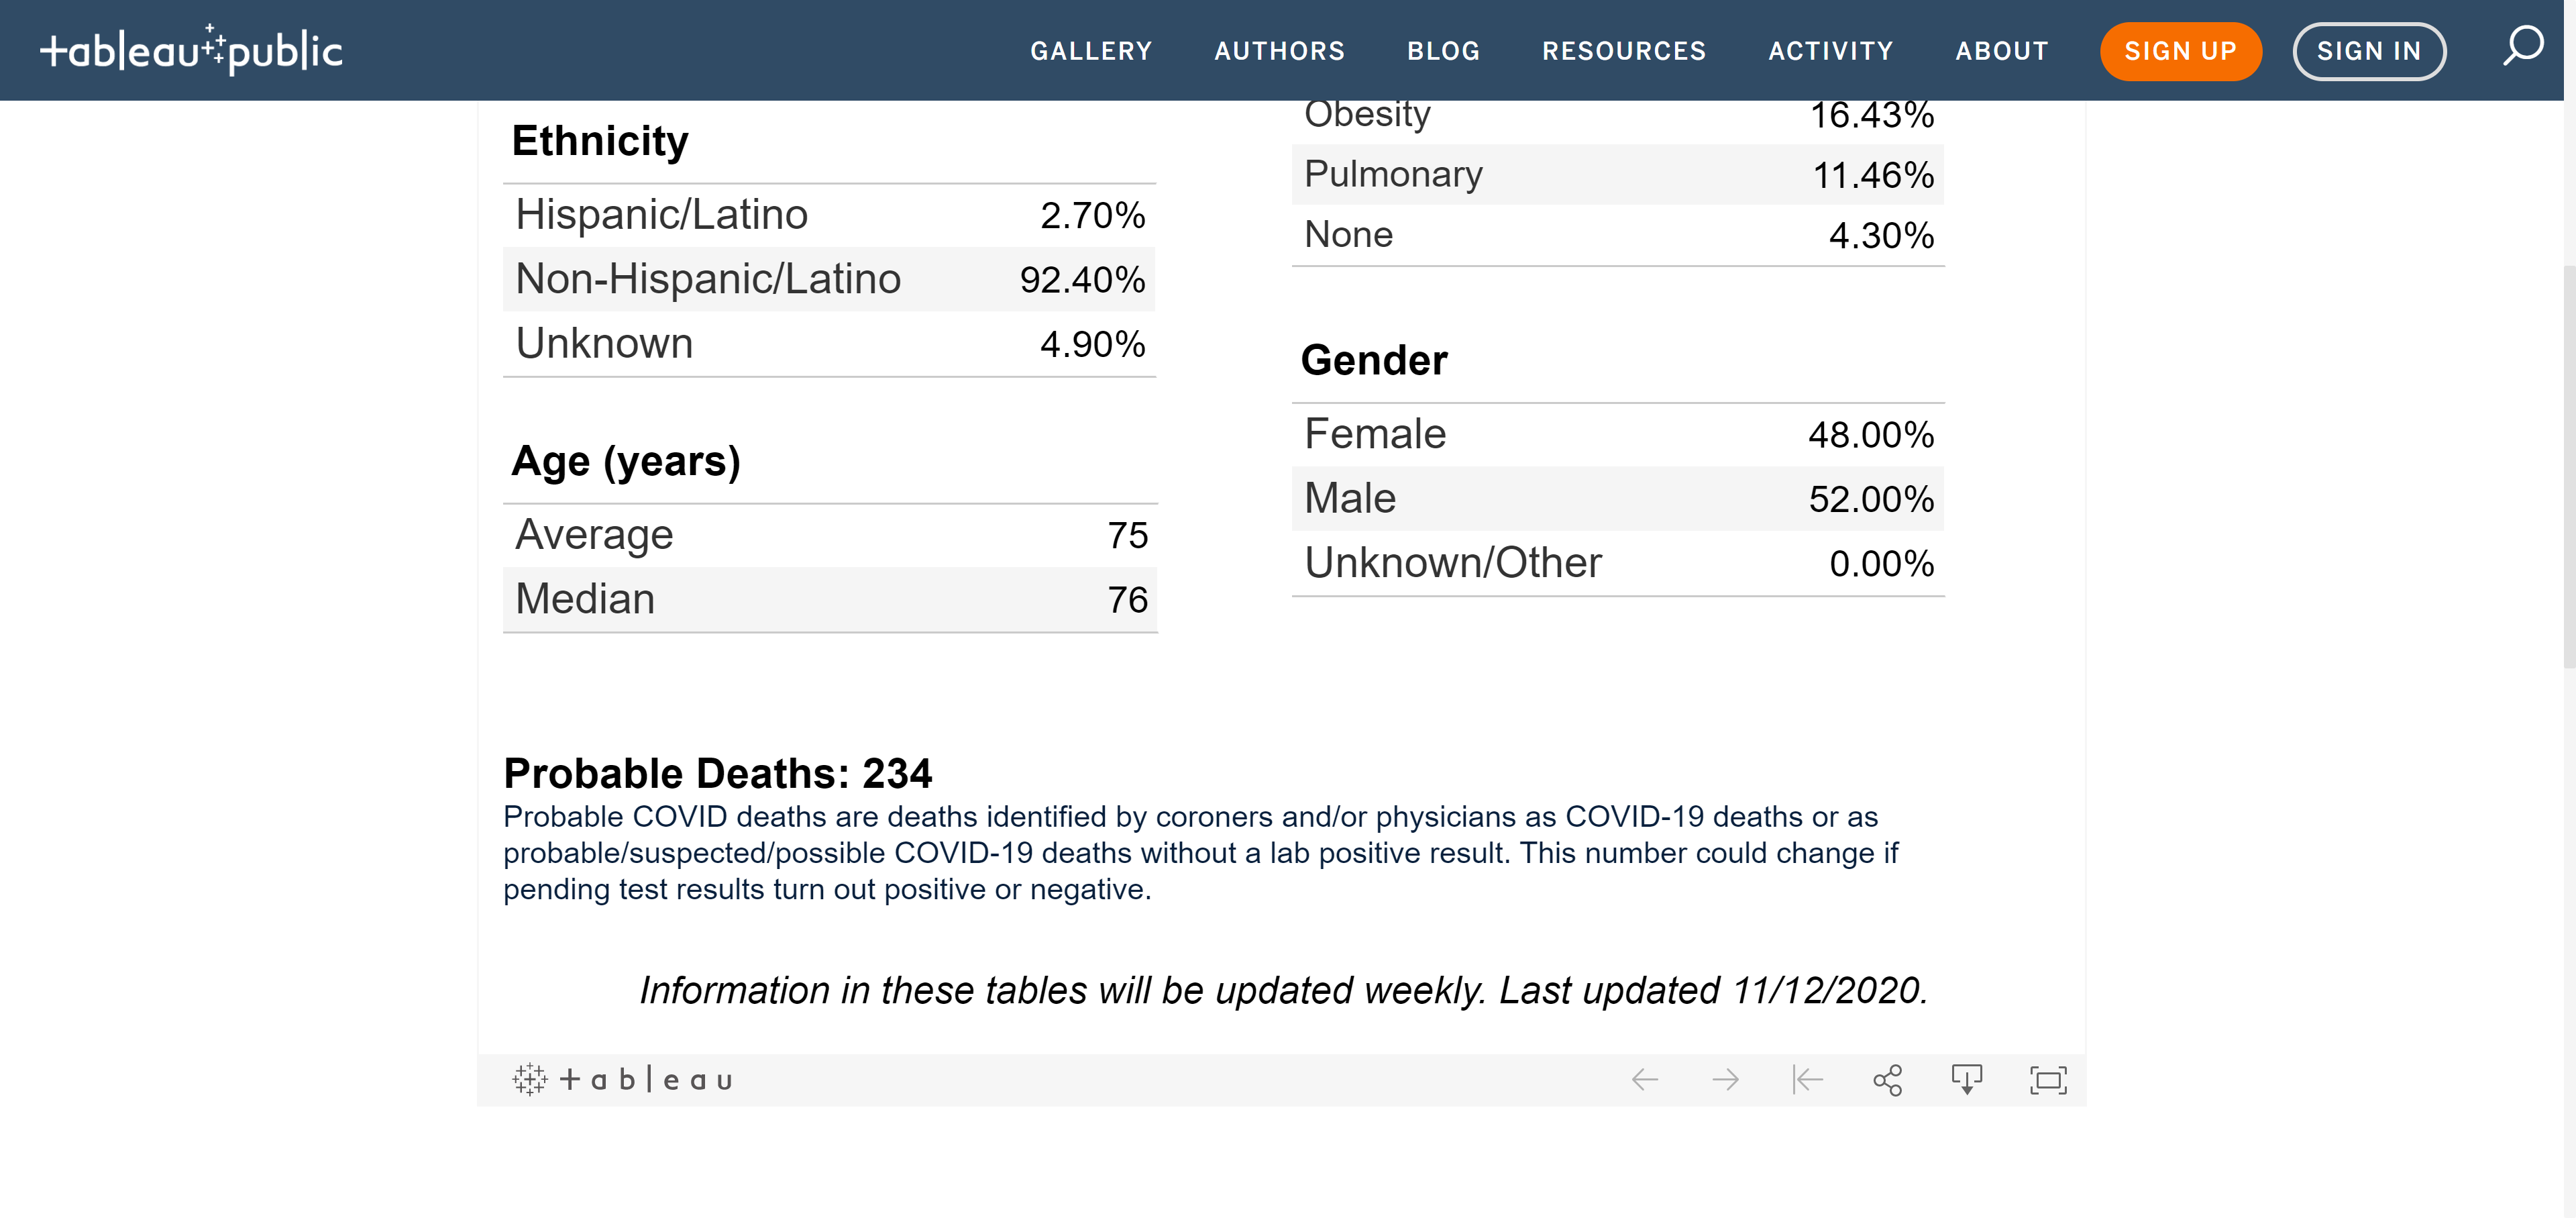 tableau public
GALLERY AUTHORS BLOG RESOURCES ACTIVITY ABOUT SIGN UP SIGN IN
Ethnicity
Hispanic/Latino 2.70%
Non-Hispanic/Latino 92.40%
Unknown 4.90%
Age (years)
Average 75
Median 76
Obesity 16.43%
Pulmonary 11.46%
None 4.30%
Gender
Female 48.00%
Male 52.00%
Unknown/Other 0.00%
Probable Deaths: 234
Probable COVID deaths are deaths identified by coroners and/or physicians as COVID-19 deaths or as
probable/suspected/possible COVID-19 deaths without a lab positive result. This number could change if
pending test results turn out positive or negative.
Information in these tables will be updated weekly. Last updated 11/12/2020.
tableau